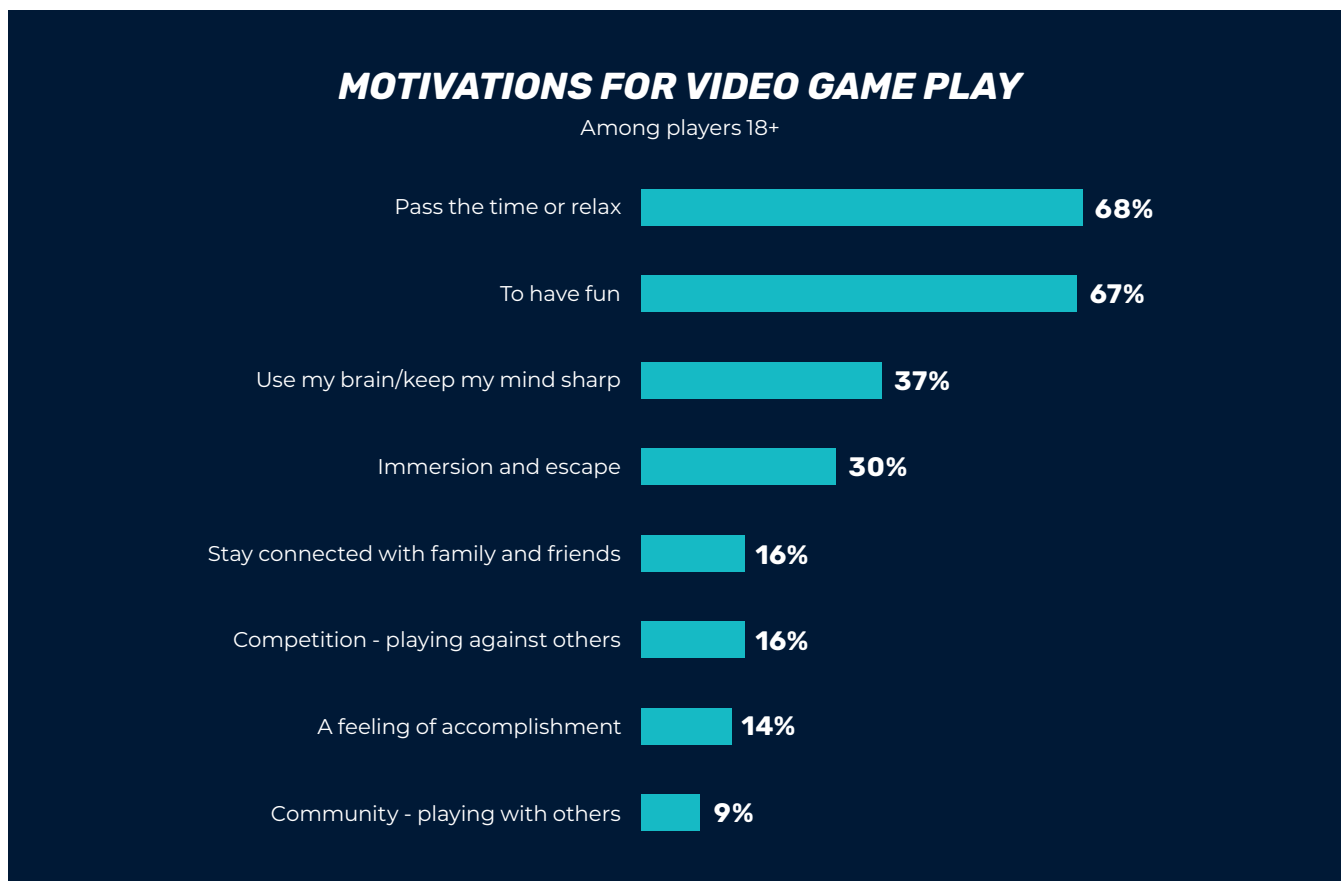 MOTIVATIONS FOR VIDEO GAME PLAY
Among players 18+
Pass the time or relax 68%
To have fun 67%
Use my brain/keep my mind sharp 37%
Immersion and escape 30%
Stay connected with family and friends 16%
Competition - playing against others 16%
A feeling of accomplishment 14%
Community - playing with others 9%